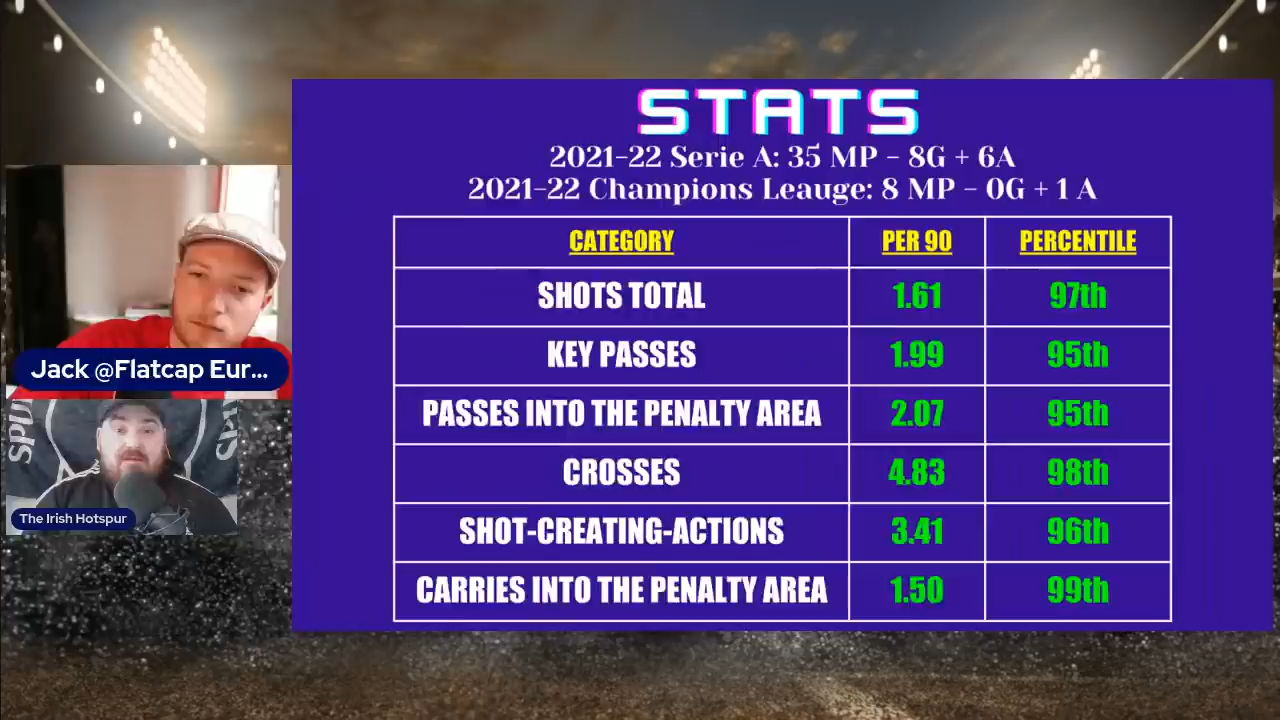 STATS
2021-22 Serie A: 35 MP - 8G + 6A
2021-22 Champions Leauge: 8 MP - 0G + 1 A
CATEGORY PER 90 PERCENTILE
SHOTS TOTAL 1.61 97th
KEY PASSES 1.99 95th
PASSES INTO THE PENALTY AREA 2.07 95th
CROSSES 4.83 98th
SHOT-CREATING-ACTIONS 3.41 96th
CARRIES INTO THE PENALTY AREA 1.50 99th
Jack @Flatcap Eur...
The Irish Hotspur